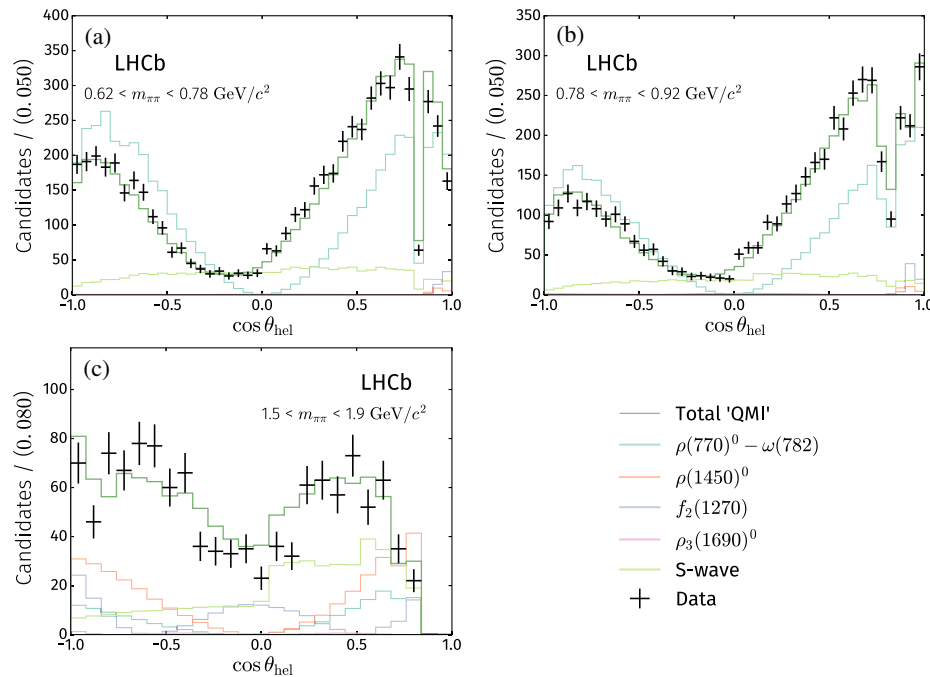 (a)
LHCb
0.62 < m_ππ < 0.78 GeV/c²
Candidates / (0.050)
400
350
300
250
200
150
100
50
0
−1.0 −0.5 0.0 0.5 1.0
cos θ_hel
(b)
LHCb
0.78 < m_ππ < 0.92 GeV/c²
Candidates / (0.050)
350
300
250
200
150
100
50
0
−1.0 −0.5 0.0 0.5 1.0
cos θ_hel
(c)
LHCb
1.5 < m_ππ < 1.9 GeV/c²
Candidates / (0.080)
100
80
60
40
20
0
−1.0 −0.5 0.0 0.5 1.0
cos θ_hel
Total 'QMI'
ρ(770)⁰ − ω(782)
ρ(1450)⁰
f₂(1270)
ρ₃(1690)⁰
S-wave
Data